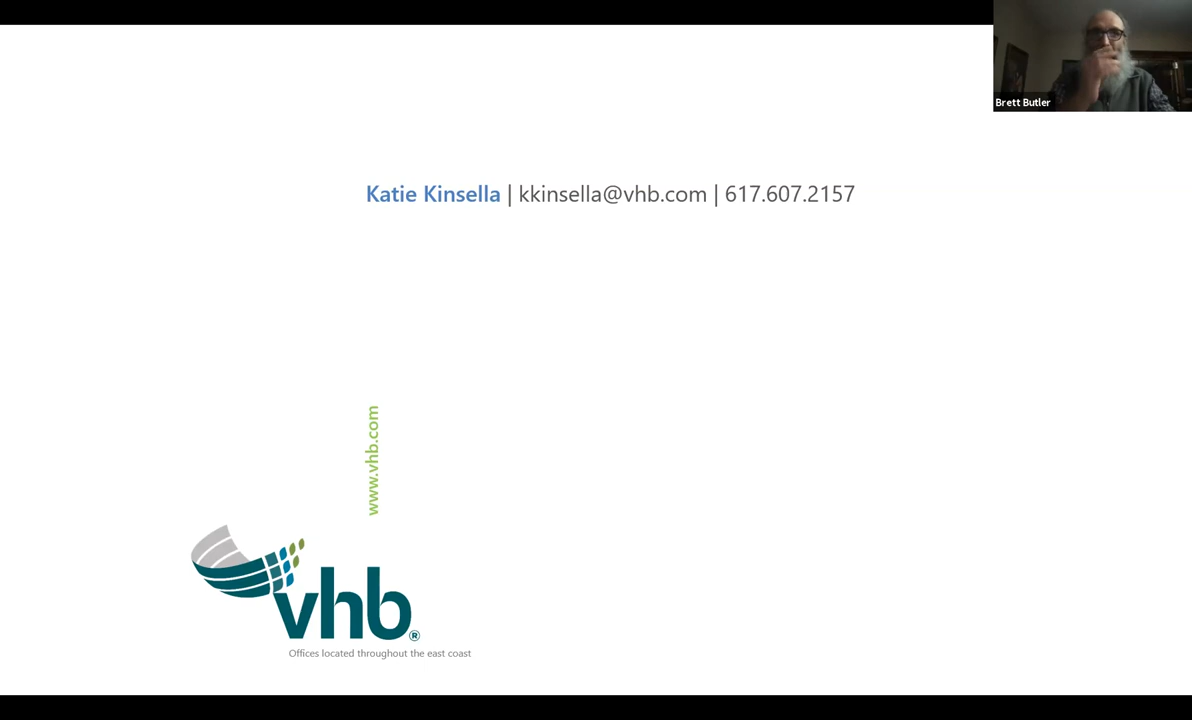 Brett Butler
Katie Kinsella | kkinsella@vhb.com | 617.607.2157
www.vhb.com
vhb®
Offices located throughout the east coast